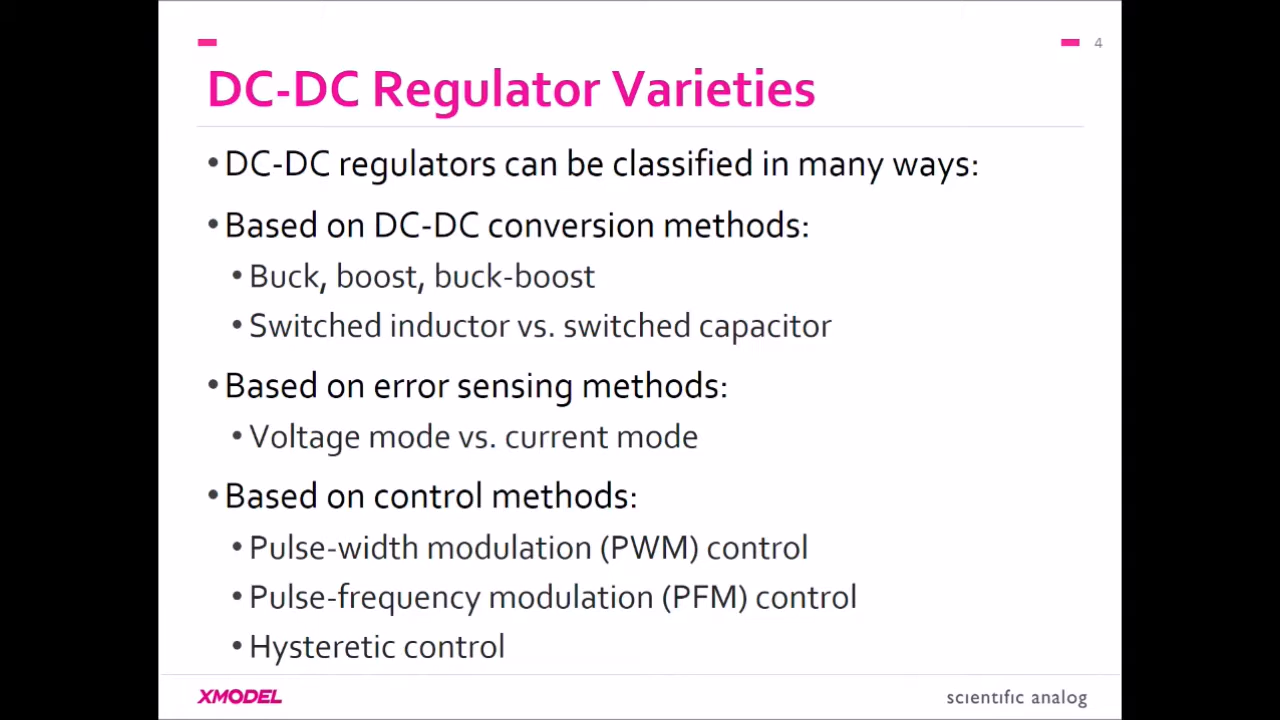 4
DC-DC Regulator Varieties
•DC-DC regulators can be classified in many ways:
•Based on DC-DC conversion methods:
•Buck, boost, buck-boost
•Switched inductor vs. switched capacitor
•Based on error sensing methods:
•Voltage mode vs. current mode
•Based on control methods:
•Pulse-width modulation (PWM) control
•Pulse-frequency modulation (PFM) control
•Hysteretic control
XMODEL
scientific analog